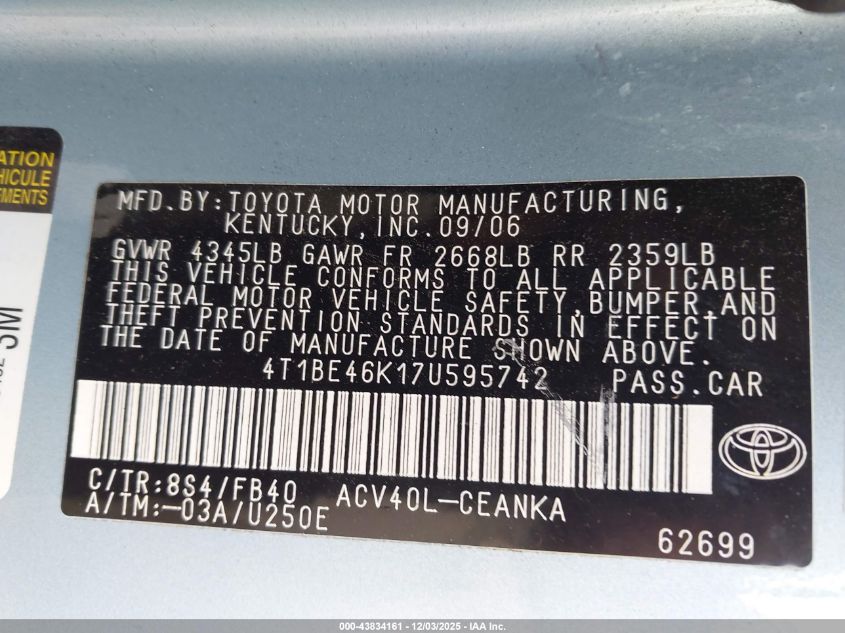 ATION
HICULE
EMENTS
3M
MFD.BY:TOYOTA MOTOR MANUFACTURING,
KENTUCKY,INC.09/06
GVWR 4345LB GAWR FR 2668LB RR 2359LB
THIS VEHICLE CONFORMS TO ALL APPLICABLE
FEDERAL MOTOR VEHICLE SAFETY,BUMPER,AND
THEFT PREVENTION STANDARDS IN EFFECT ON
THE DATE OF MANUFACTURE SHOWN ABOVE.
4T1BE46K17U595742 PASS.CAR
C/TR:8S4/FB40 ACV40L-CEANKA
A/TM:-03A/U250E
62699
000-43834161 - 12/03/2025 - IAA Inc.